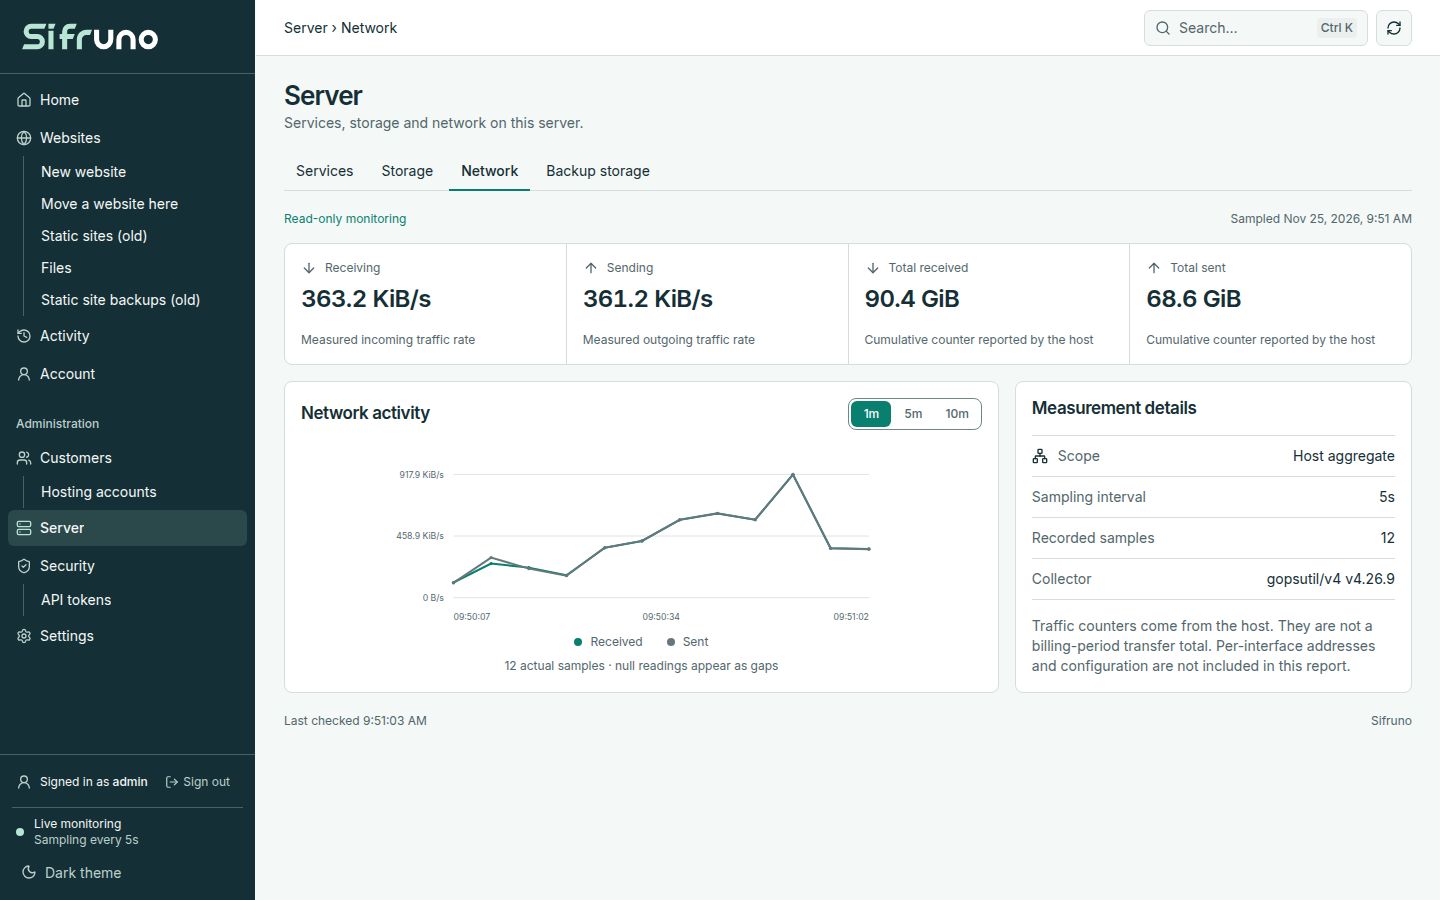 Sifruno
Home
Websites
New website
Move a website here
Static sites (old)
Files
Static site backups (old)
Activity
Account
Administration
Customers
Hosting accounts
Server
Security
API tokens
Settings
Signed in as admin
Sign out
Live monitoring
Sampling every 5s
Dark theme
Server › Network
Search...
Ctrl K
Server
Services, storage and network on this server.
Services
Storage
Network
Backup storage
Read-only monitoring
Sampled Nov 25, 2026, 9:51 AM
Receiving
363.2 KiB/s
Measured incoming traffic rate
Sending
361.2 KiB/s
Measured outgoing traffic rate
Total received
90.4 GiB
Cumulative counter reported by the host
Total sent
68.6 GiB
Cumulative counter reported by the host
Network activity
1m
5m
10m
917.9 KiB/s
458.9 KiB/s
0 B/s
09:50:07
09:50:34
09:51:02
Received
Sent
12 actual samples · null readings appear as gaps
Measurement details
Scope
Host aggregate
Sampling interval
5s
Recorded samples
12
Collector
gopsutil/v4 v4.26.9
Traffic counters come from the host. They are not a
billing-period transfer total. Per-interface addresses
and configuration are not included in this report.
Last checked 9:51:03 AM
Sifruno